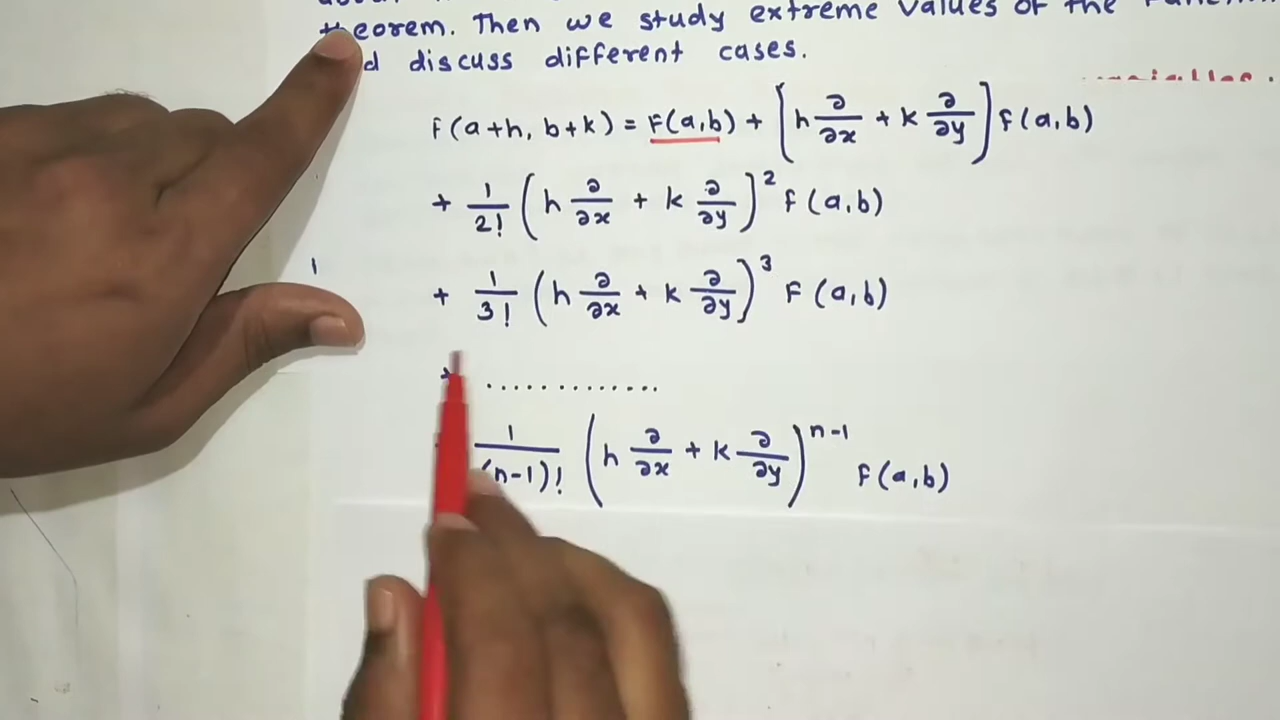 theorem. Then we study extreme values of the
d discuss different cases.
variables.
F(a+h, b+k) = F(a,b) + [h ∂/∂x + k ∂/∂y] F(a,b)
+ 1/2! (h ∂/∂x + k ∂/∂y)² F(a,b)
+ 1/3! (h ∂/∂x + k ∂/∂y)³ F(a,b)
+ .............
1/(n-1)! (h ∂/∂x + k ∂/∂y)ⁿ⁻¹ F(a,b)